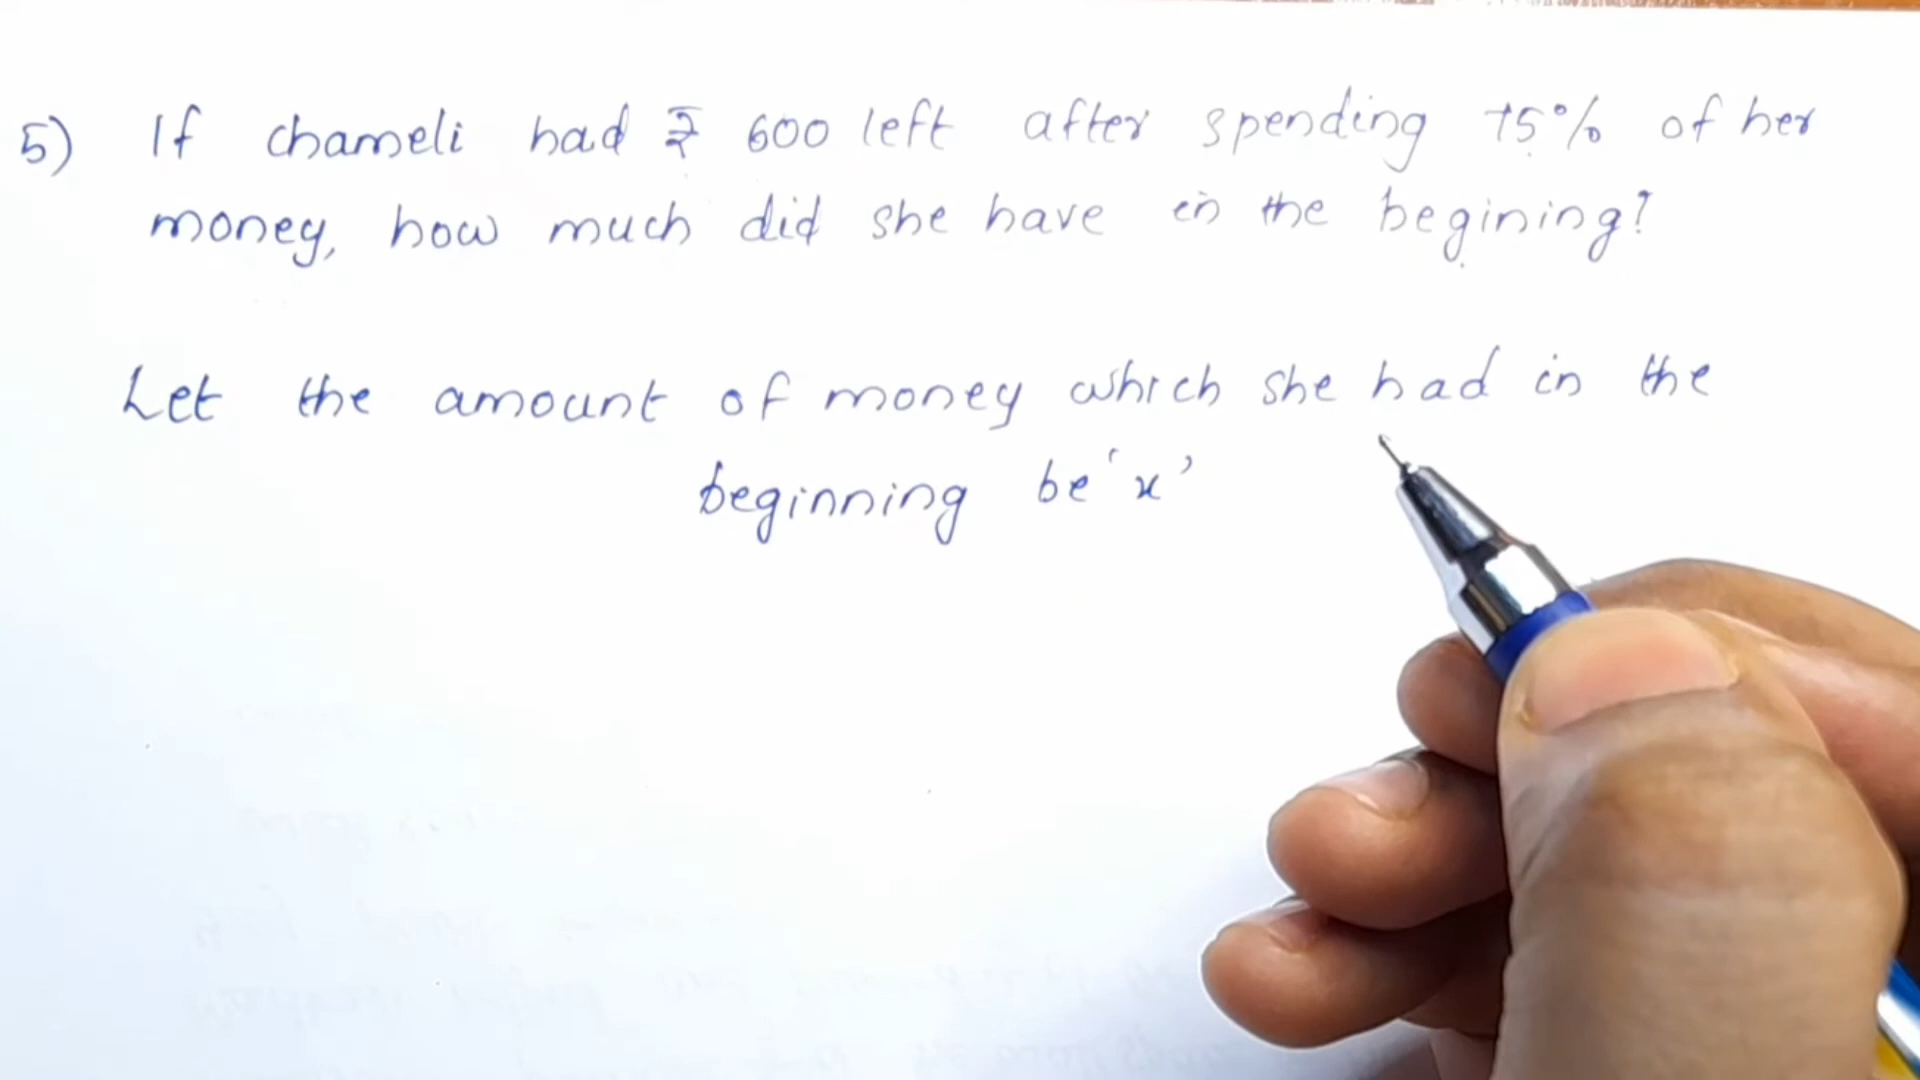 5) If chameli had ₹ 600 left after spending 75% of her
money, how much did she have in the begining?
Let the amount of money which she had in the
beginning be 'x'